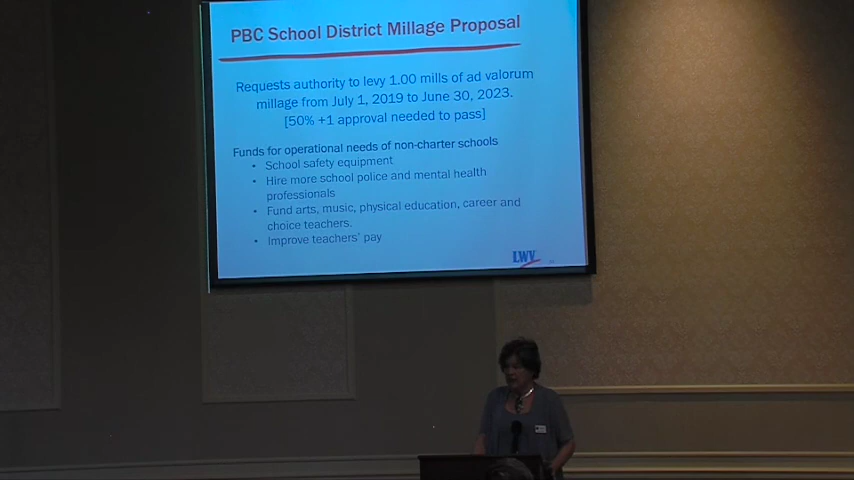 PBC School District Millage Proposal
Requests authority to levy 1.00 mills of ad valorum
millage from July 1, 2019 to June 30, 2023.
[50% +1 approval needed to pass]
Funds for operational needs of non-charter schools
• School safety equipment
• Hire more school police and mental health
professionals
• Fund arts, music, physical education, career and
choice teachers.
• Improve teachers' pay
LWV